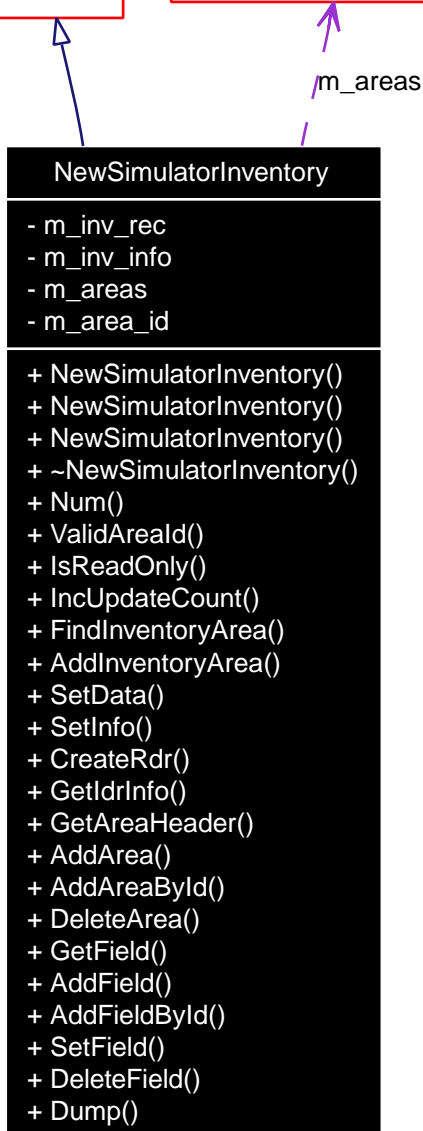 m_areas
NewSimulatorInventory
- m_inv_rec
- m_inv_info
- m_areas
- m_area_id
+ NewSimulatorInventory()
+ NewSimulatorInventory()
+ NewSimulatorInventory()
+ ~NewSimulatorInventory()
+ Num()
+ ValidAreaId()
+ IsReadOnly()
+ IncUpdateCount()
+ FindInventoryArea()
+ AddInventoryArea()
+ SetData()
+ SetInfo()
+ CreateRdr()
+ GetIdrInfo()
+ GetAreaHeader()
+ AddArea()
+ AddAreaById()
+ DeleteArea()
+ GetField()
+ AddField()
+ AddFieldById()
+ SetField()
+ DeleteField()
+ Dump()